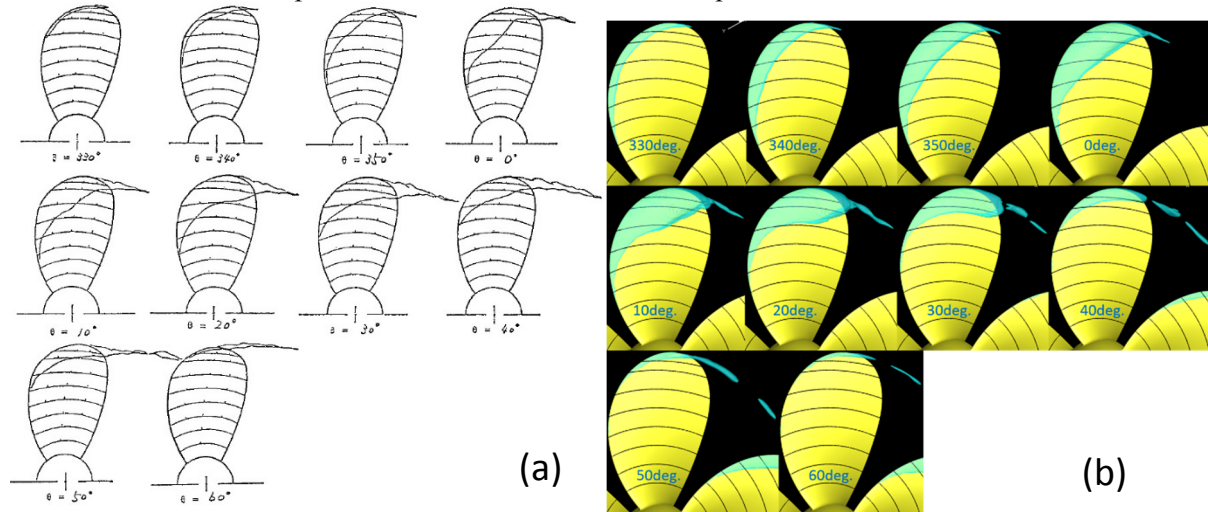 θ = 330°
θ = 340°
θ = 350°
θ = 0°
θ = 10°
θ = 20°
θ = 30°
θ = 40°
θ = 50°
θ = 60°
(a)
330deg.
340deg.
350deg.
0deg.
10deg.
20deg.
30deg.
40deg.
50deg.
60deg.
(b)